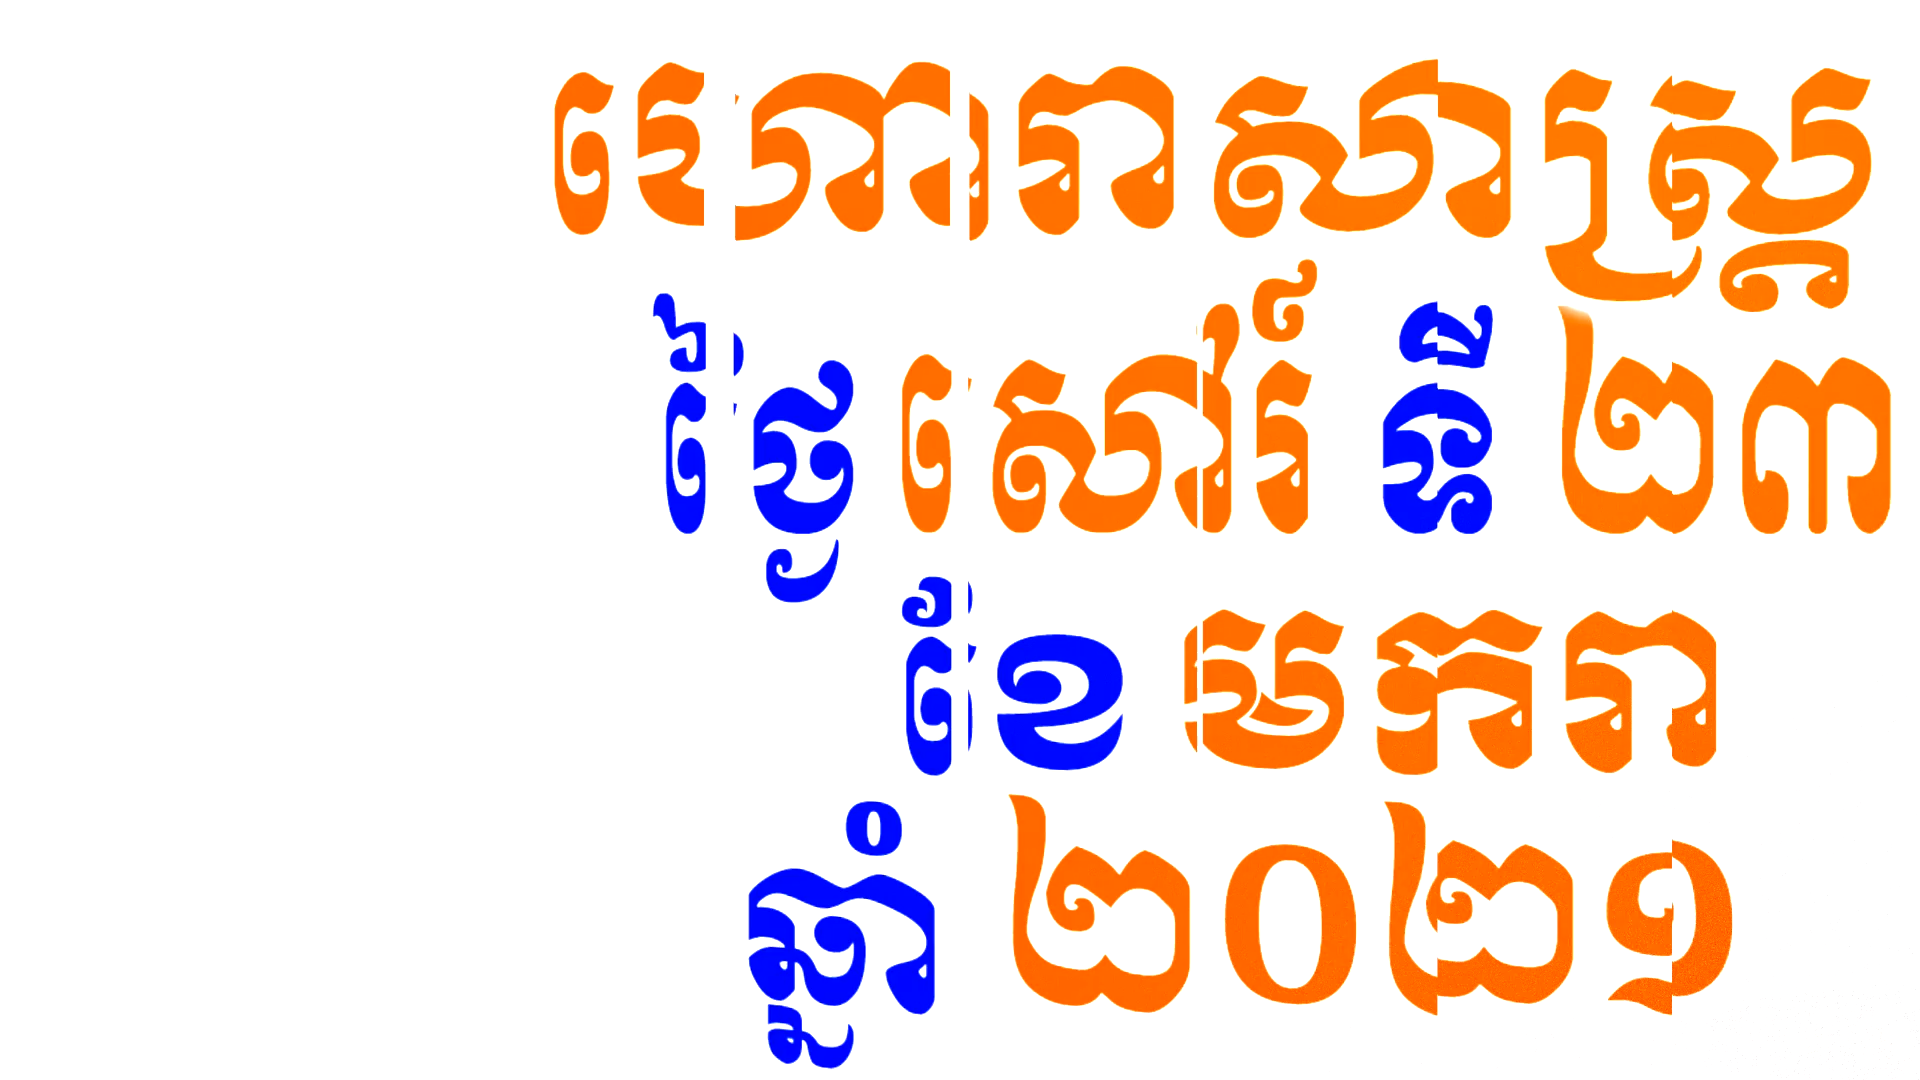 ហោរាសាស្ត្រ
ថ្ងៃ សៅរ៍ ទី ២៣
ខែ មករា
ឆ្នាំ ២០២១